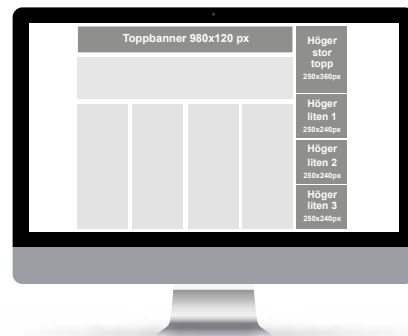 Toppbanner 980x120 px
Höger
stor
topp
250x360px
Höger
liten 1
250x240px
Höger
liten 2
250x240px
Höger
liten 3
250x240px